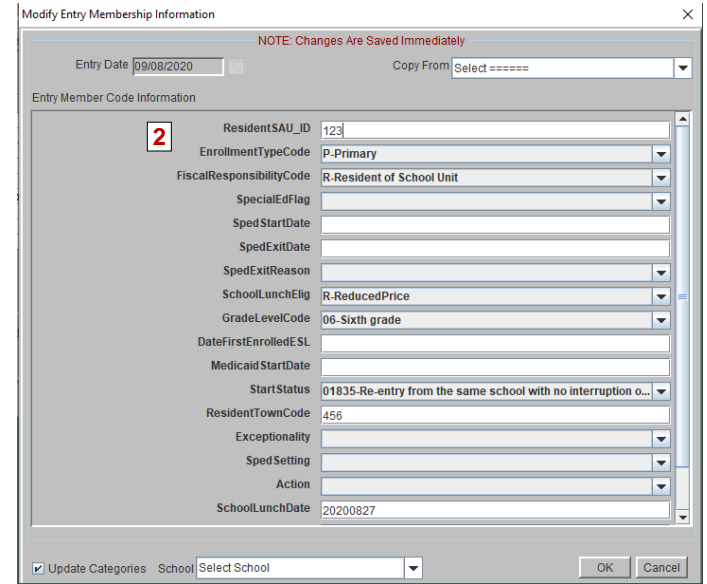 Modify Entry Membership Information
NOTE: Changes Are Saved Immediately
Entry Date 09/08/2020 Copy From Select ======
Entry Member Code Information
2
ResidentSAU_ID 123
EnrollmentTypeCode P-Primary
FiscalResponsibilityCode R-Resident of School Unit
SpecialEdFlag
SpedStartDate
SpedExitDate
SpedExitReason
SchoolLunchElig R-ReducedPrice
GradeLevelCode 06-Sixth grade
DateFirstEnrolledESL
MedicaidStartDate
StartStatus 01835-Re-entry from the same school with no interruption o...
ResidentTownCode 456
Exceptionality
SpedSetting
Action
SchoolLunchDate 20200827
Update Categories School Select School OK Cancel